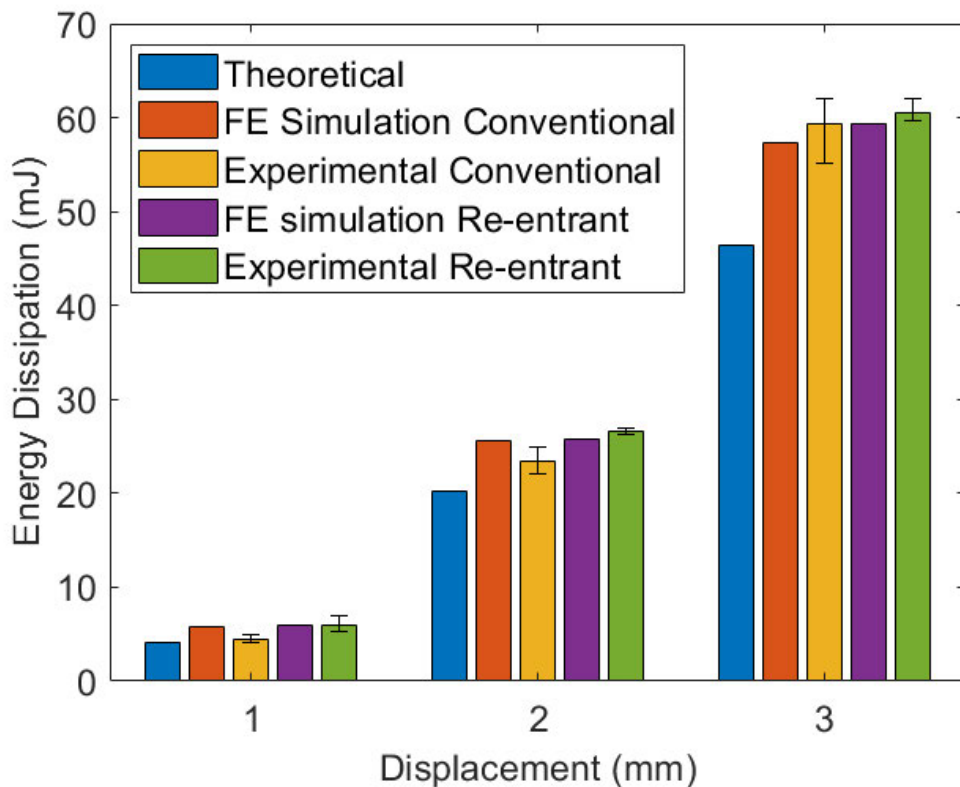 70
60
50
40
30
20
10
0
Energy Dissipation (mJ)
Theoretical
FE Simulation Conventional
Experimental Conventional
FE simulation Re-entrant
Experimental Re-entrant
1
2
3
Displacement (mm)